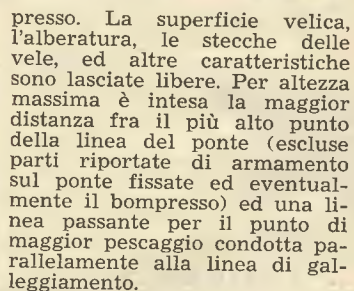 presso. La superficie velica,
l'alberatura, le stecche delle
vele, ed altre caratteristiche
sono lasciate libere. Per altezza
massima è intesa la maggior
distanza fra il più alto punto
della linea del ponte (escluse
parti riportate di armamento
sul ponte fissate ed eventual-
mente il bompresso) ed una li-
nea passante per il punto di
maggior pescaggio condotta pa-
rallelamente alla linea di gal-
leggiamento.